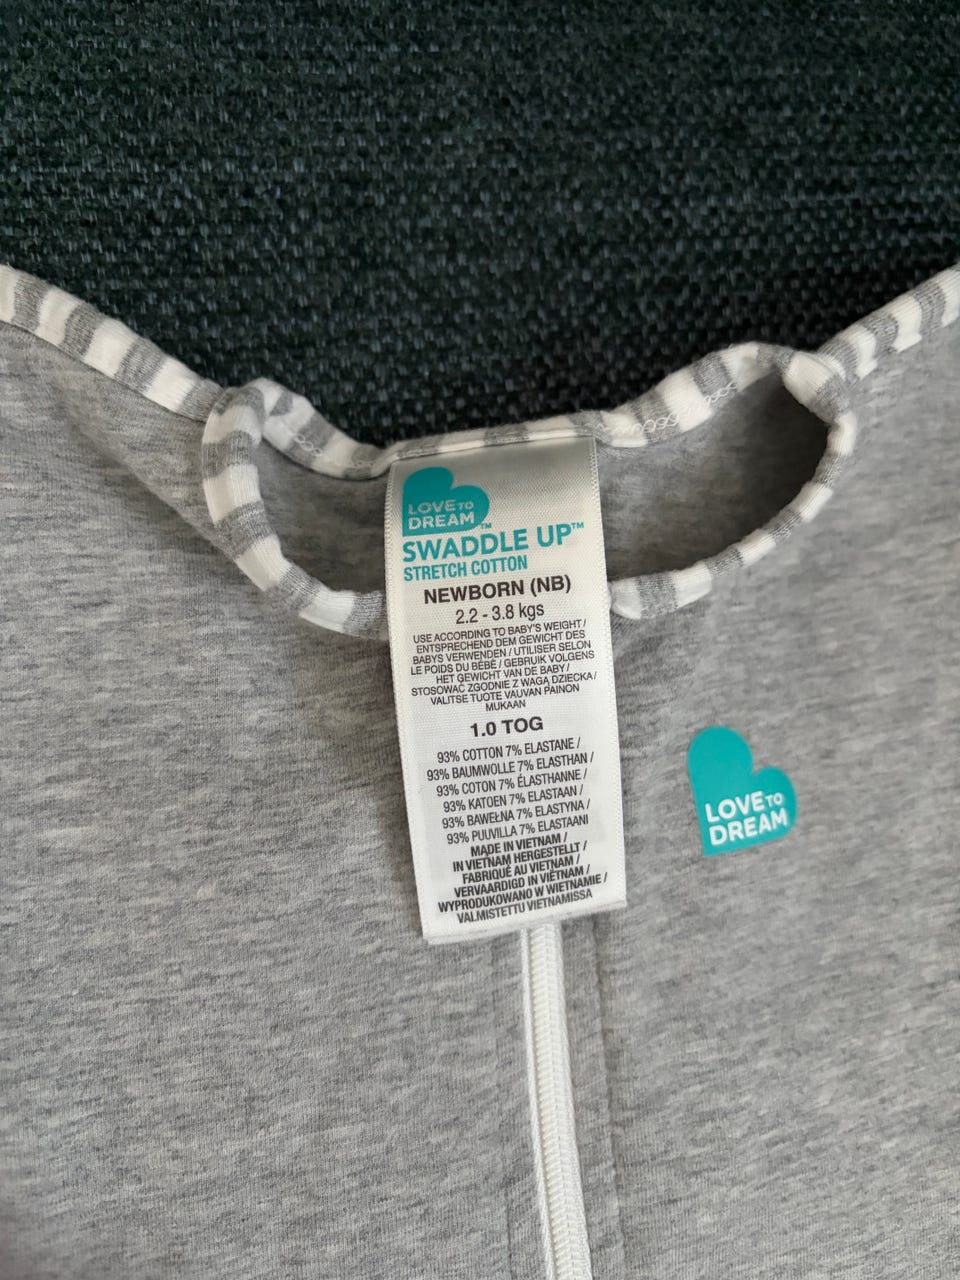 LOVE TO
DREAM™
SWADDLE UP™
STRETCH COTTON
NEWBORN (NB)
2.2 - 3.8 kgs
USE ACCORDING TO BABY'S WEIGHT /
ENTSPRECHEND DEM GEWICHT DES
BABYS VERWENDEN / UTILISER SELON
LE POIDS DU BÉBÉ / GEBRUIK VOLGENS
HET GEWICHT VAN DE BABY /
STOSOWAĆ ZGODNIE Z WAGĄ DZIECKA /
VALITSE TUOTE VAUVAN PAINON
MUKAAN
1.0 TOG
93% COTTON 7% ELASTANE /
93% BAUMWOLLE 7% ELASTHAN /
93% COTON 7% ÉLASTHANNE /
93% KATOEN 7% ELASTAAN /
93% BAWEŁNA 7% ELASTYNA /
93% PUUVILLA 7% ELASTAANI
MADE IN VIETNAM /
IN VIETNAM HERGESTELLT /
FABRIQUÉ AU VIETNAM /
VERVAARDIGD IN VIËTNAM /
WYPRODUKOWANO W WIETNAMIE /
VALMISTETTU VIETNAMISSA
LOVE TO
DREAM